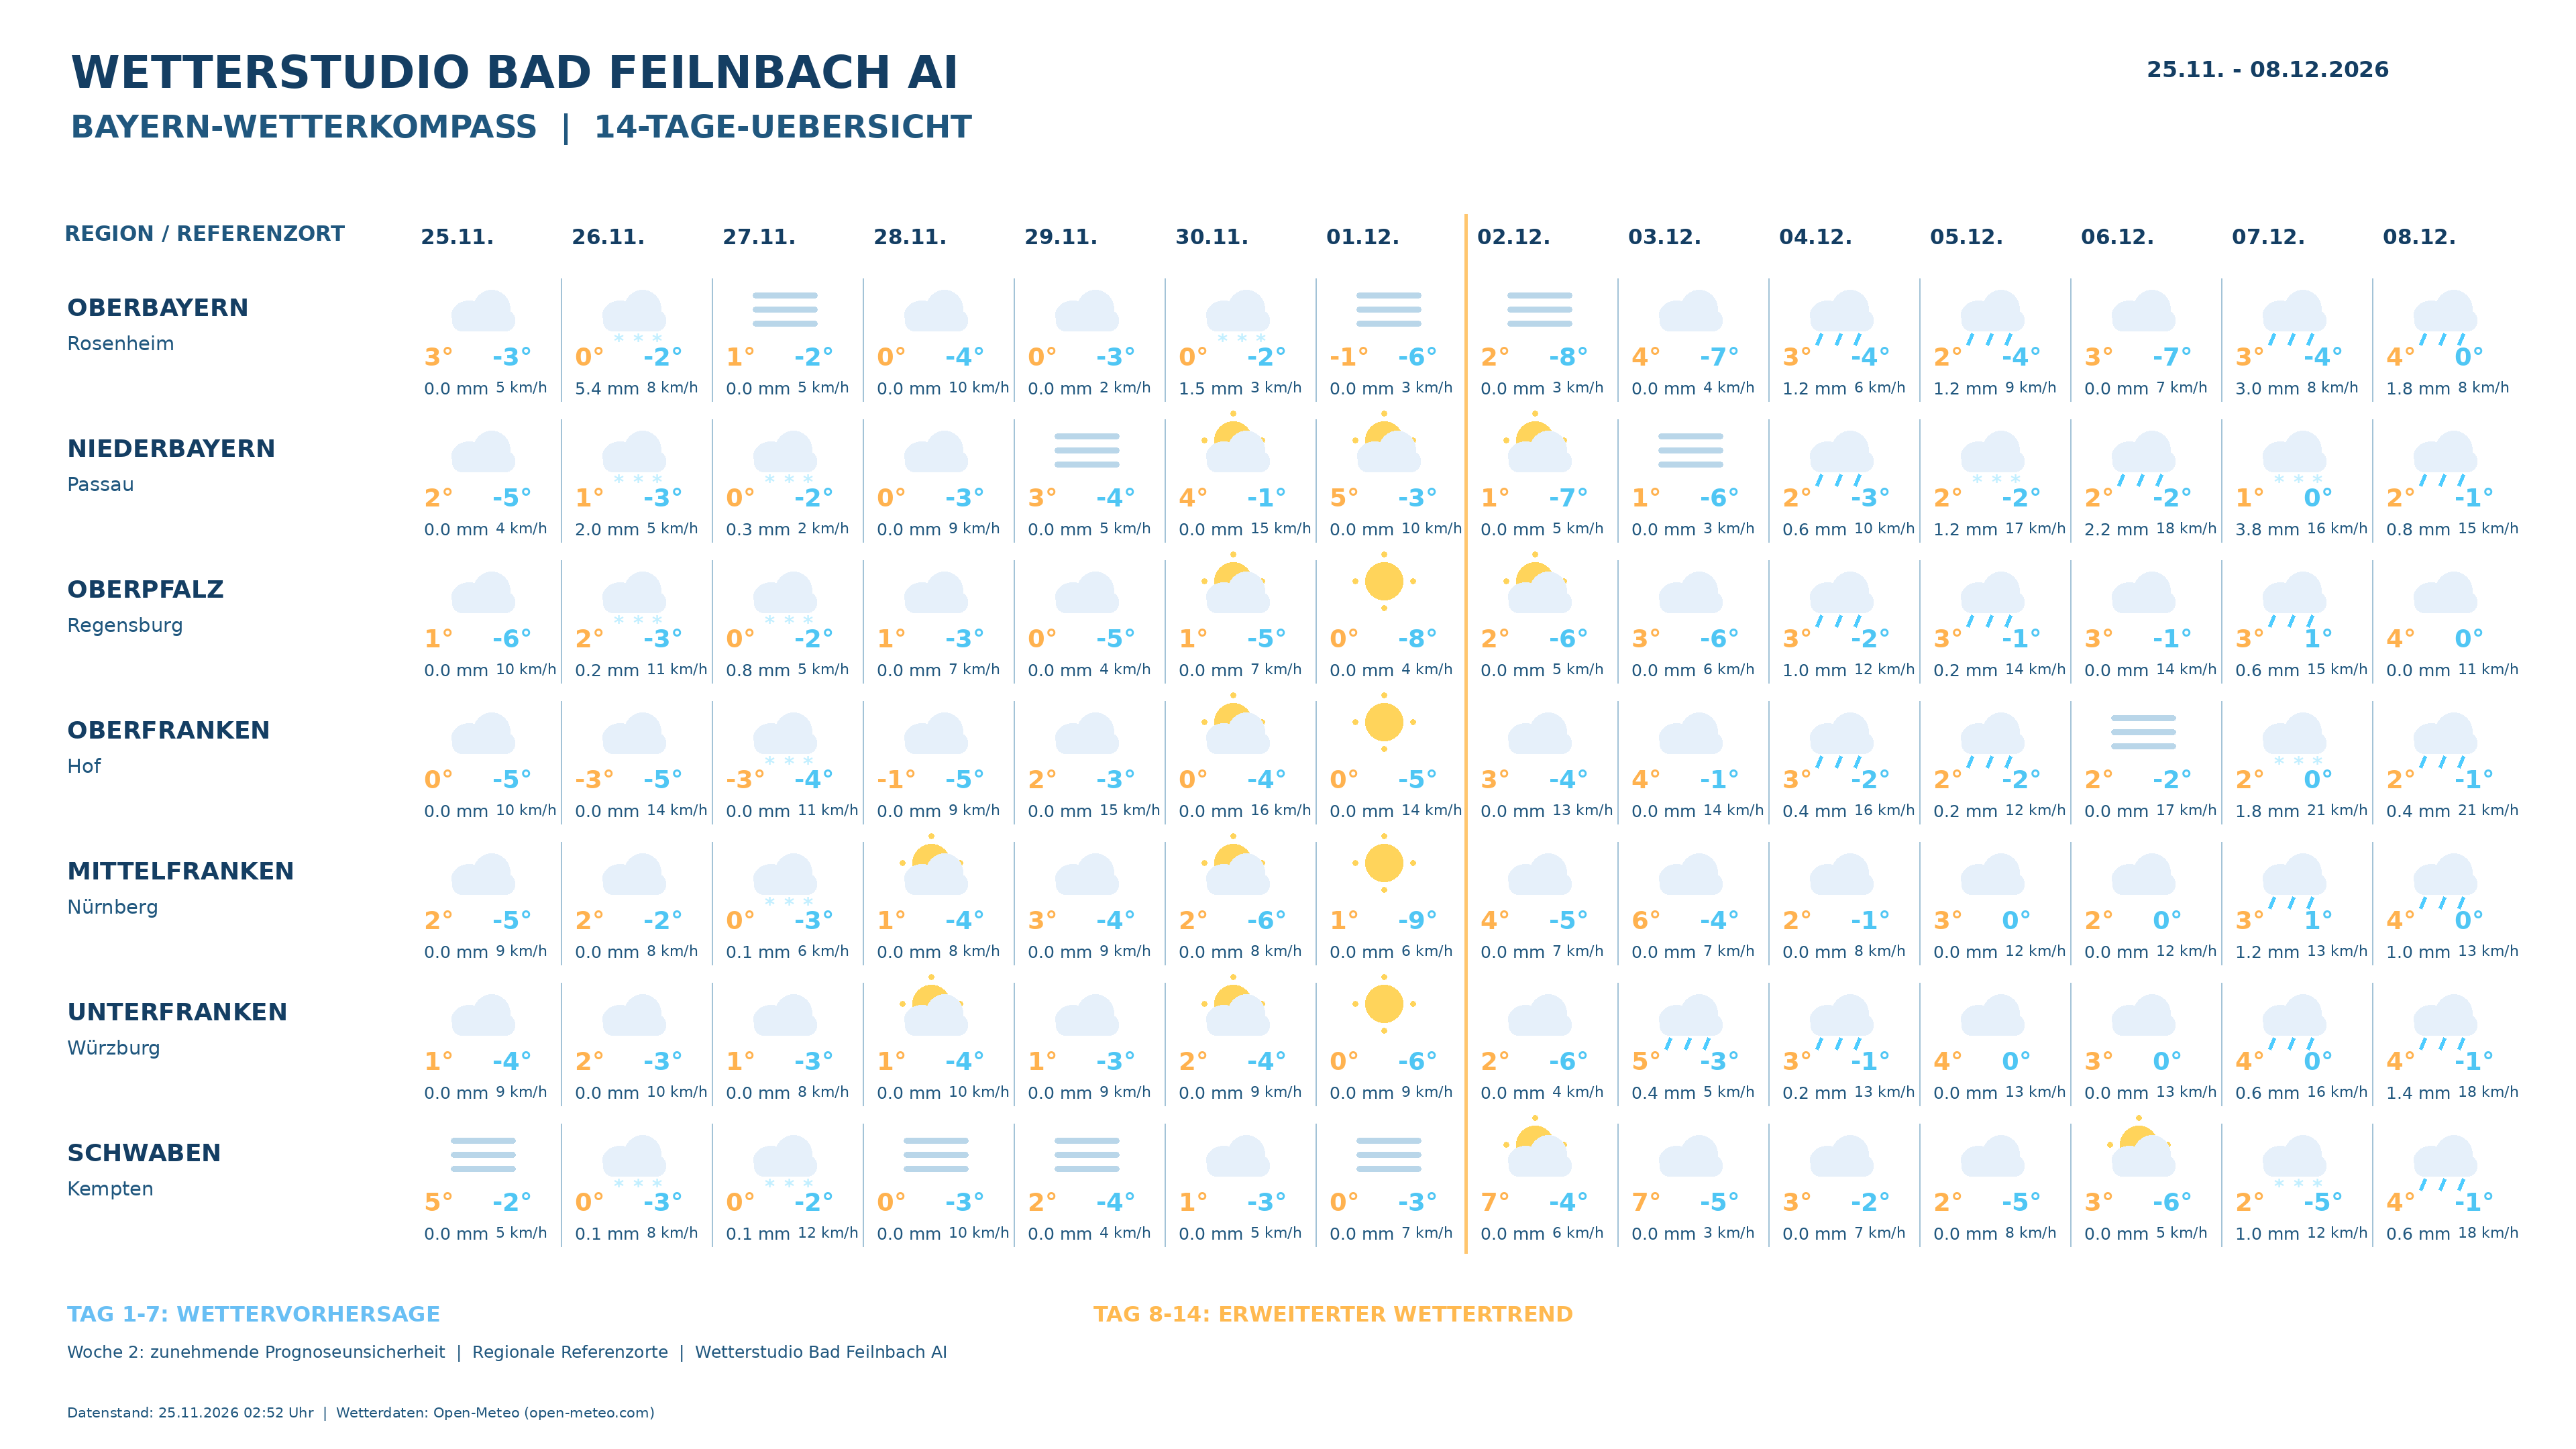 WETTERSTUDIO BAD FEILNBACH AI
25.11. - 08.12.2026
BAYERN-WETTERKOMPASS | 14-TAGE-UEBERSICHT
REGION / REFERENZORT 25.11. 26.11. 27.11. 28.11. 29.11. 30.11. 01.12. 02.12. 03.12. 04.12. 05.12. 06.12. 07.12. 08.12.
OBERBAYERN
Rosenheim
3° -3° 0° -2° 1° -2° 0° -4° 0° -3° 0° -2° -1° -6° 2° -8° 4° -7° 3° -4° 2° -4° 3° -7° 3° -4° 4° 0°
0.0 mm 5 km/h 5.4 mm 8 km/h 0.0 mm 5 km/h 0.0 mm 10 km/h 0.0 mm 2 km/h 1.5 mm 3 km/h 0.0 mm 3 km/h 0.0 mm 3 km/h 0.0 mm 4 km/h 1.2 mm 6 km/h 1.2 mm 9 km/h 0.0 mm 7 km/h 3.0 mm 8 km/h 1.8 mm 8 km/h
NIEDERBAYERN
Passau
2° -5° 1° -3° 0° -2° 0° -3° 3° -4° 4° -1° 5° -3° 1° -7° 1° -6° 2° -3° 2° -2° 2° -2° 1° 0° 2° -1°
0.0 mm 4 km/h 2.0 mm 5 km/h 0.3 mm 2 km/h 0.0 mm 9 km/h 0.0 mm 5 km/h 0.0 mm 15 km/h 0.0 mm 10 km/h 0.0 mm 5 km/h 0.0 mm 3 km/h 0.6 mm 10 km/h 1.2 mm 17 km/h 2.2 mm 18 km/h 3.8 mm 16 km/h 0.8 mm 15 km/h
OBERPFALZ
Regensburg
1° -6° 2° -3° 0° -2° 1° -3° 0° -5° 1° -5° 0° -8° 2° -6° 3° -6° 3° -2° 3° -1° 3° -1° 3° 1° 4° 0°
0.0 mm 10 km/h 0.2 mm 11 km/h 0.8 mm 5 km/h 0.0 mm 7 km/h 0.0 mm 4 km/h 0.0 mm 7 km/h 0.0 mm 4 km/h 0.0 mm 5 km/h 0.0 mm 6 km/h 1.0 mm 12 km/h 0.2 mm 14 km/h 0.0 mm 14 km/h 0.6 mm 15 km/h 0.0 mm 11 km/h
OBERFRANKEN
Hof
0° -5° -3° -5° -3° -4° -1° -5° 2° -3° 0° -4° 0° -5° 3° -4° 4° -1° 3° -2° 2° -2° 2° -2° 2° 0° 2° -1°
0.0 mm 10 km/h 0.0 mm 14 km/h 0.0 mm 11 km/h 0.0 mm 9 km/h 0.0 mm 15 km/h 0.0 mm 16 km/h 0.0 mm 14 km/h 0.0 mm 13 km/h 0.0 mm 14 km/h 0.4 mm 16 km/h 0.2 mm 12 km/h 0.0 mm 17 km/h 1.8 mm 21 km/h 0.4 mm 21 km/h
MITTELFRANKEN
Nürnberg
2° -5° 2° -2° 0° -3° 1° -4° 3° -4° 2° -6° 1° -9° 4° -5° 6° -4° 2° -1° 3° 0° 2° 0° 3° 1° 4° 0°
0.0 mm 9 km/h 0.0 mm 8 km/h 0.1 mm 6 km/h 0.0 mm 8 km/h 0.0 mm 9 km/h 0.0 mm 8 km/h 0.0 mm 6 km/h 0.0 mm 7 km/h 0.0 mm 7 km/h 0.0 mm 8 km/h 0.0 mm 12 km/h 0.0 mm 12 km/h 1.2 mm 13 km/h 1.0 mm 13 km/h
UNTERFRANKEN
Würzburg
1° -4° 2° -3° 1° -3° 1° -4° 1° -3° 2° -4° 0° -6° 2° -6° 5° -3° 3° -1° 4° 0° 3° 0° 4° 0° 4° -1°
0.0 mm 9 km/h 0.0 mm 10 km/h 0.0 mm 8 km/h 0.0 mm 10 km/h 0.0 mm 9 km/h 0.0 mm 9 km/h 0.0 mm 9 km/h 0.0 mm 4 km/h 0.4 mm 5 km/h 0.2 mm 13 km/h 0.0 mm 13 km/h 0.0 mm 13 km/h 0.6 mm 16 km/h 1.4 mm 18 km/h
SCHWABEN
Kempten
5° -2° 0° -3° 0° -2° 0° -3° 2° -4° 1° -3° 0° -3° 7° -4° 7° -5° 3° -2° 2° -5° 3° -6° 2° -5° 4° -1°
0.0 mm 5 km/h 0.1 mm 8 km/h 0.1 mm 12 km/h 0.0 mm 10 km/h 0.0 mm 4 km/h 0.0 mm 5 km/h 0.0 mm 7 km/h 0.0 mm 6 km/h 0.0 mm 3 km/h 0.0 mm 7 km/h 0.0 mm 8 km/h 0.0 mm 5 km/h 1.0 mm 12 km/h 0.6 mm 18 km/h
TAG 1-7: WETTERVORHERSAGE
TAG 8-14: ERWEITERTER WETTERTREND
Woche 2: zunehmende Prognoseunsicherheit | Regionale Referenzorte | Wetterstudio Bad Feilnbach AI
Datenstand: 25.11.2026 02:52 Uhr | Wetterdaten: Open-Meteo (open-meteo.com)